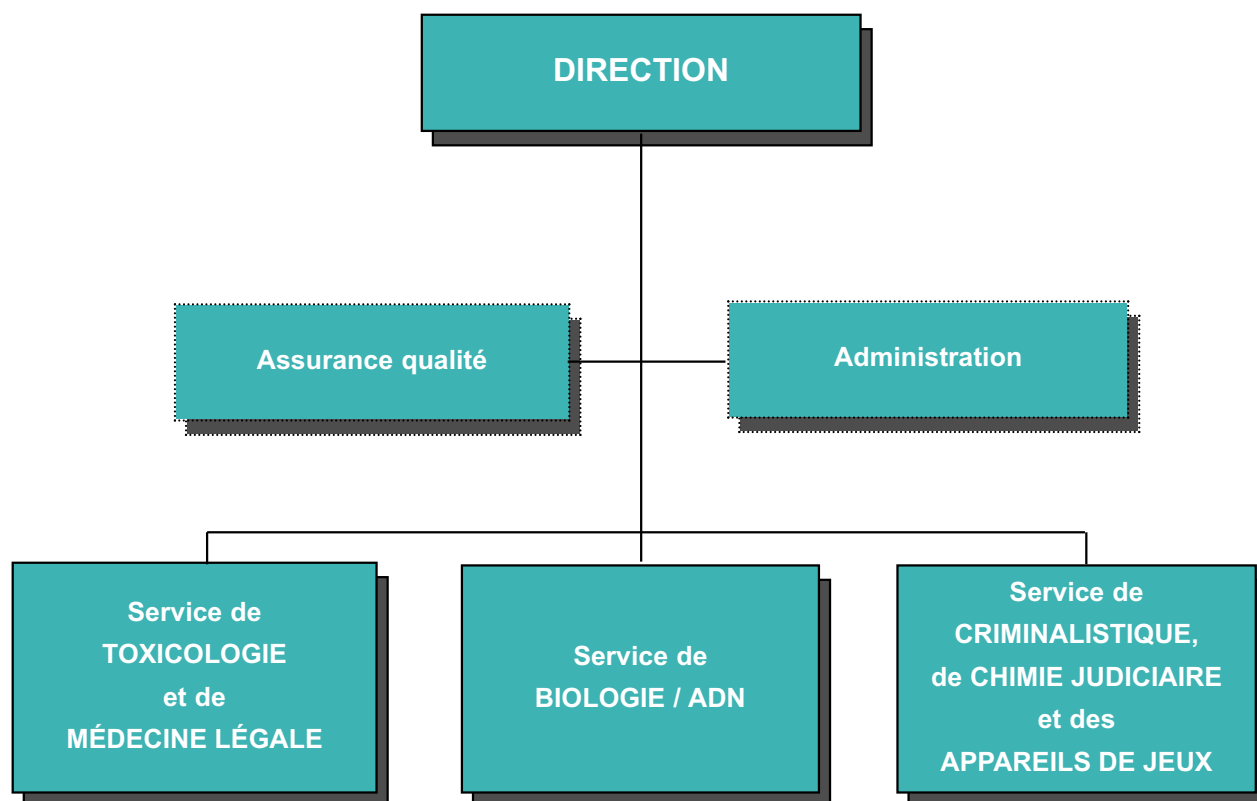 DIRECTION
Assurance qualité
Administration
Service de
TOXICOLOGIE
et de
MÉDECINE LÉGALE
Service de
BIOLOGIE / ADN
Service de
CRIMINALISTIQUE,
de CHIMIE JUDICIAIRE
et des
APPAREILS DE JEUX